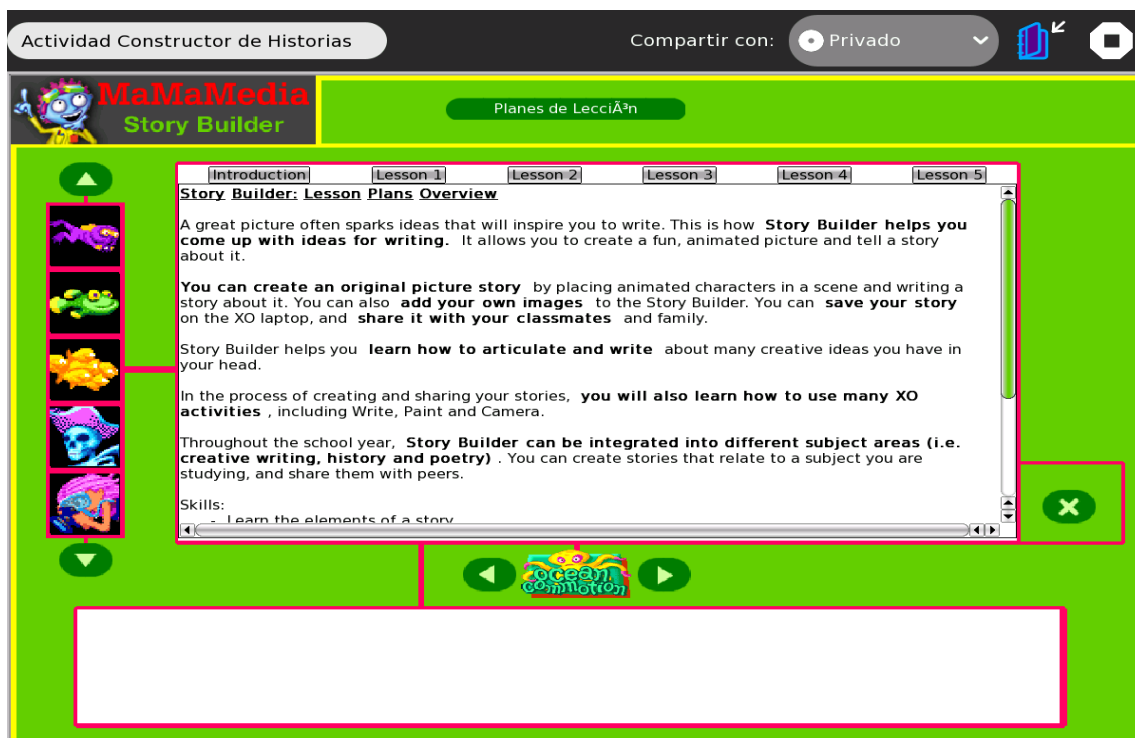 Actividad Constructor de Historias
Compartir con:
Privado
MaMaMedia
Story Builder
Planes de LecciÃ³n
Introduction
Lesson 1
Lesson 2
Lesson 3
Lesson 4
Lesson 5
Story Builder: Lesson Plans Overview
A great picture often sparks ideas that will inspire you to write. This is how Story Builder helps you
come up with ideas for writing. It allows you to create a fun, animated picture and tell a story
about it.
You can create an original picture story by placing animated characters in a scene and writing a
story about it. You can also add your own images to the Story Builder. You can save your story
on the XO laptop, and share it with your classmates and family.
Story Builder helps you learn how to articulate and write about many creative ideas you have in
your head.
In the process of creating and sharing your stories, you will also learn how to use many XO
activities , including Write, Paint and Camera.
Throughout the school year, Story Builder can be integrated into different subject areas (i.e.
creative writing, history and poetry) . You can create stories that relate to a subject you are
studying, and share them with peers.
Skills:
- Learn the elements of a story
ocean
commotion